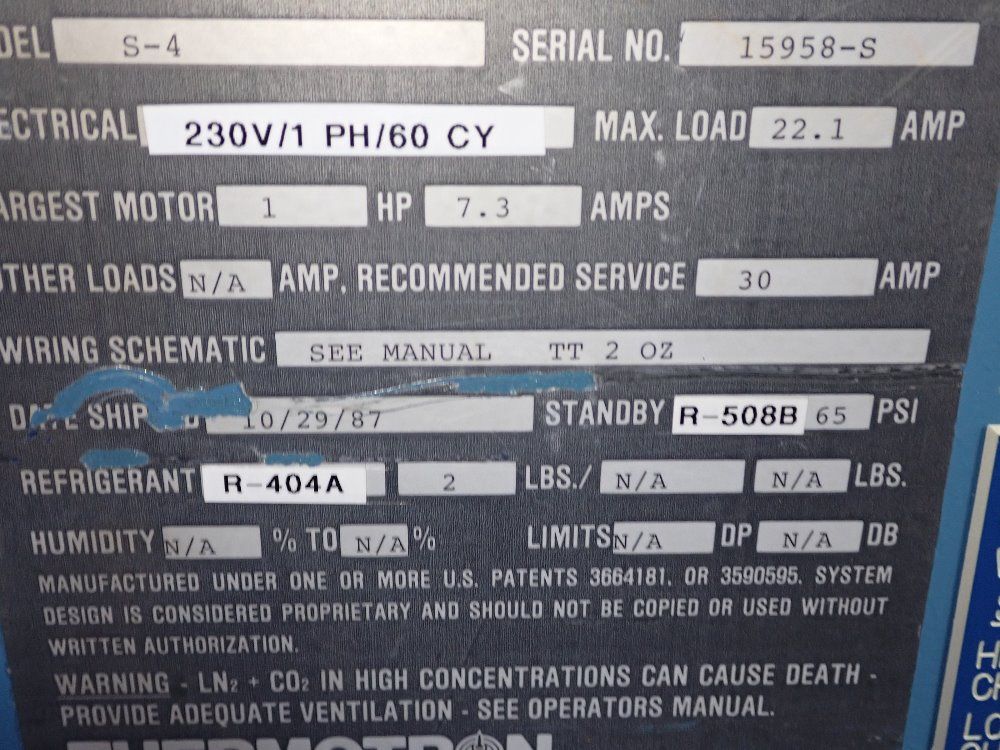 DEL S-4 SERIAL NO. 15958-S
ECTRICAL 230V/1 PH/60 CY MAX. LOAD 22.1 AMP
ARGEST MOTOR 1 HP 7.3 AMPS
THER LOADS N/A AMP. RECOMMENDED SERVICE 30 AMP
WIRING SCHEMATIC SEE MANUAL TT 2 OZ
DATE SHIP D 10/29/87 STANDBY R-508B 65 PSI
REFRIGERANT R-404A 2 LBS./ N/A N/A LBS.
HUMIDITY N/A % TO N/A % LIMITS N/A DP N/A DB
MANUFACTURED UNDER ONE OR MORE U.S. PATENTS 3664181. OR 3590595. SYSTEM
DESIGN IS CONSIDERED PROPRIETARY AND SHOULD NOT BE COPIED OR USED WITHOUT
WRITTEN AUTHORIZATION.
WARNING - LN2 + CO2 IN HIGH CONCENTRATIONS CAN CAUSE DEATH -
PROVIDE ADEQUATE VENTILATION - SEE OPERATORS MANUAL.
THERMOTRON